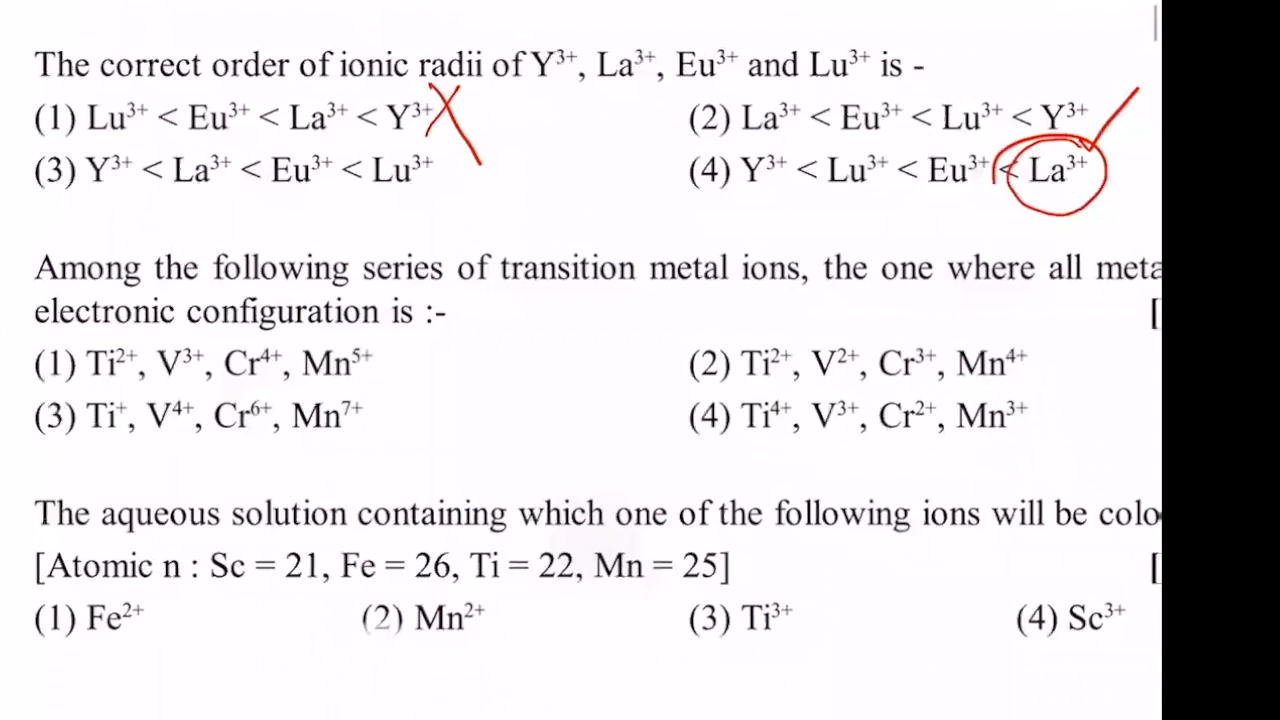 The correct order of ionic radii of Y³⁺, La³⁺, Eu³⁺ and Lu³⁺ is -
(1) Lu³⁺ < Eu³⁺ < La³⁺ < Y³⁺ (2) La³⁺ < Eu³⁺ < Lu³⁺ < Y³⁺
(3) Y³⁺ < La³⁺ < Eu³⁺ < Lu³⁺ (4) Y³⁺ < Lu³⁺ < Eu³⁺ < La³⁺
Among the following series of transition metal ions, the one where all meta
electronic configuration is :- [
(1) Ti²⁺, V³⁺, Cr⁴⁺, Mn⁵⁺ (2) Ti²⁺, V²⁺, Cr³⁺, Mn⁴⁺
(3) Ti⁺, V⁴⁺, Cr⁶⁺, Mn⁷⁺ (4) Ti⁴⁺, V³⁺, Cr²⁺, Mn³⁺
The aqueous solution containing which one of the following ions will be colo
[Atomic n : Sc = 21, Fe = 26, Ti = 22, Mn = 25] [
(1) Fe²⁺ (2) Mn²⁺ (3) Ti³⁺ (4) Sc³⁺